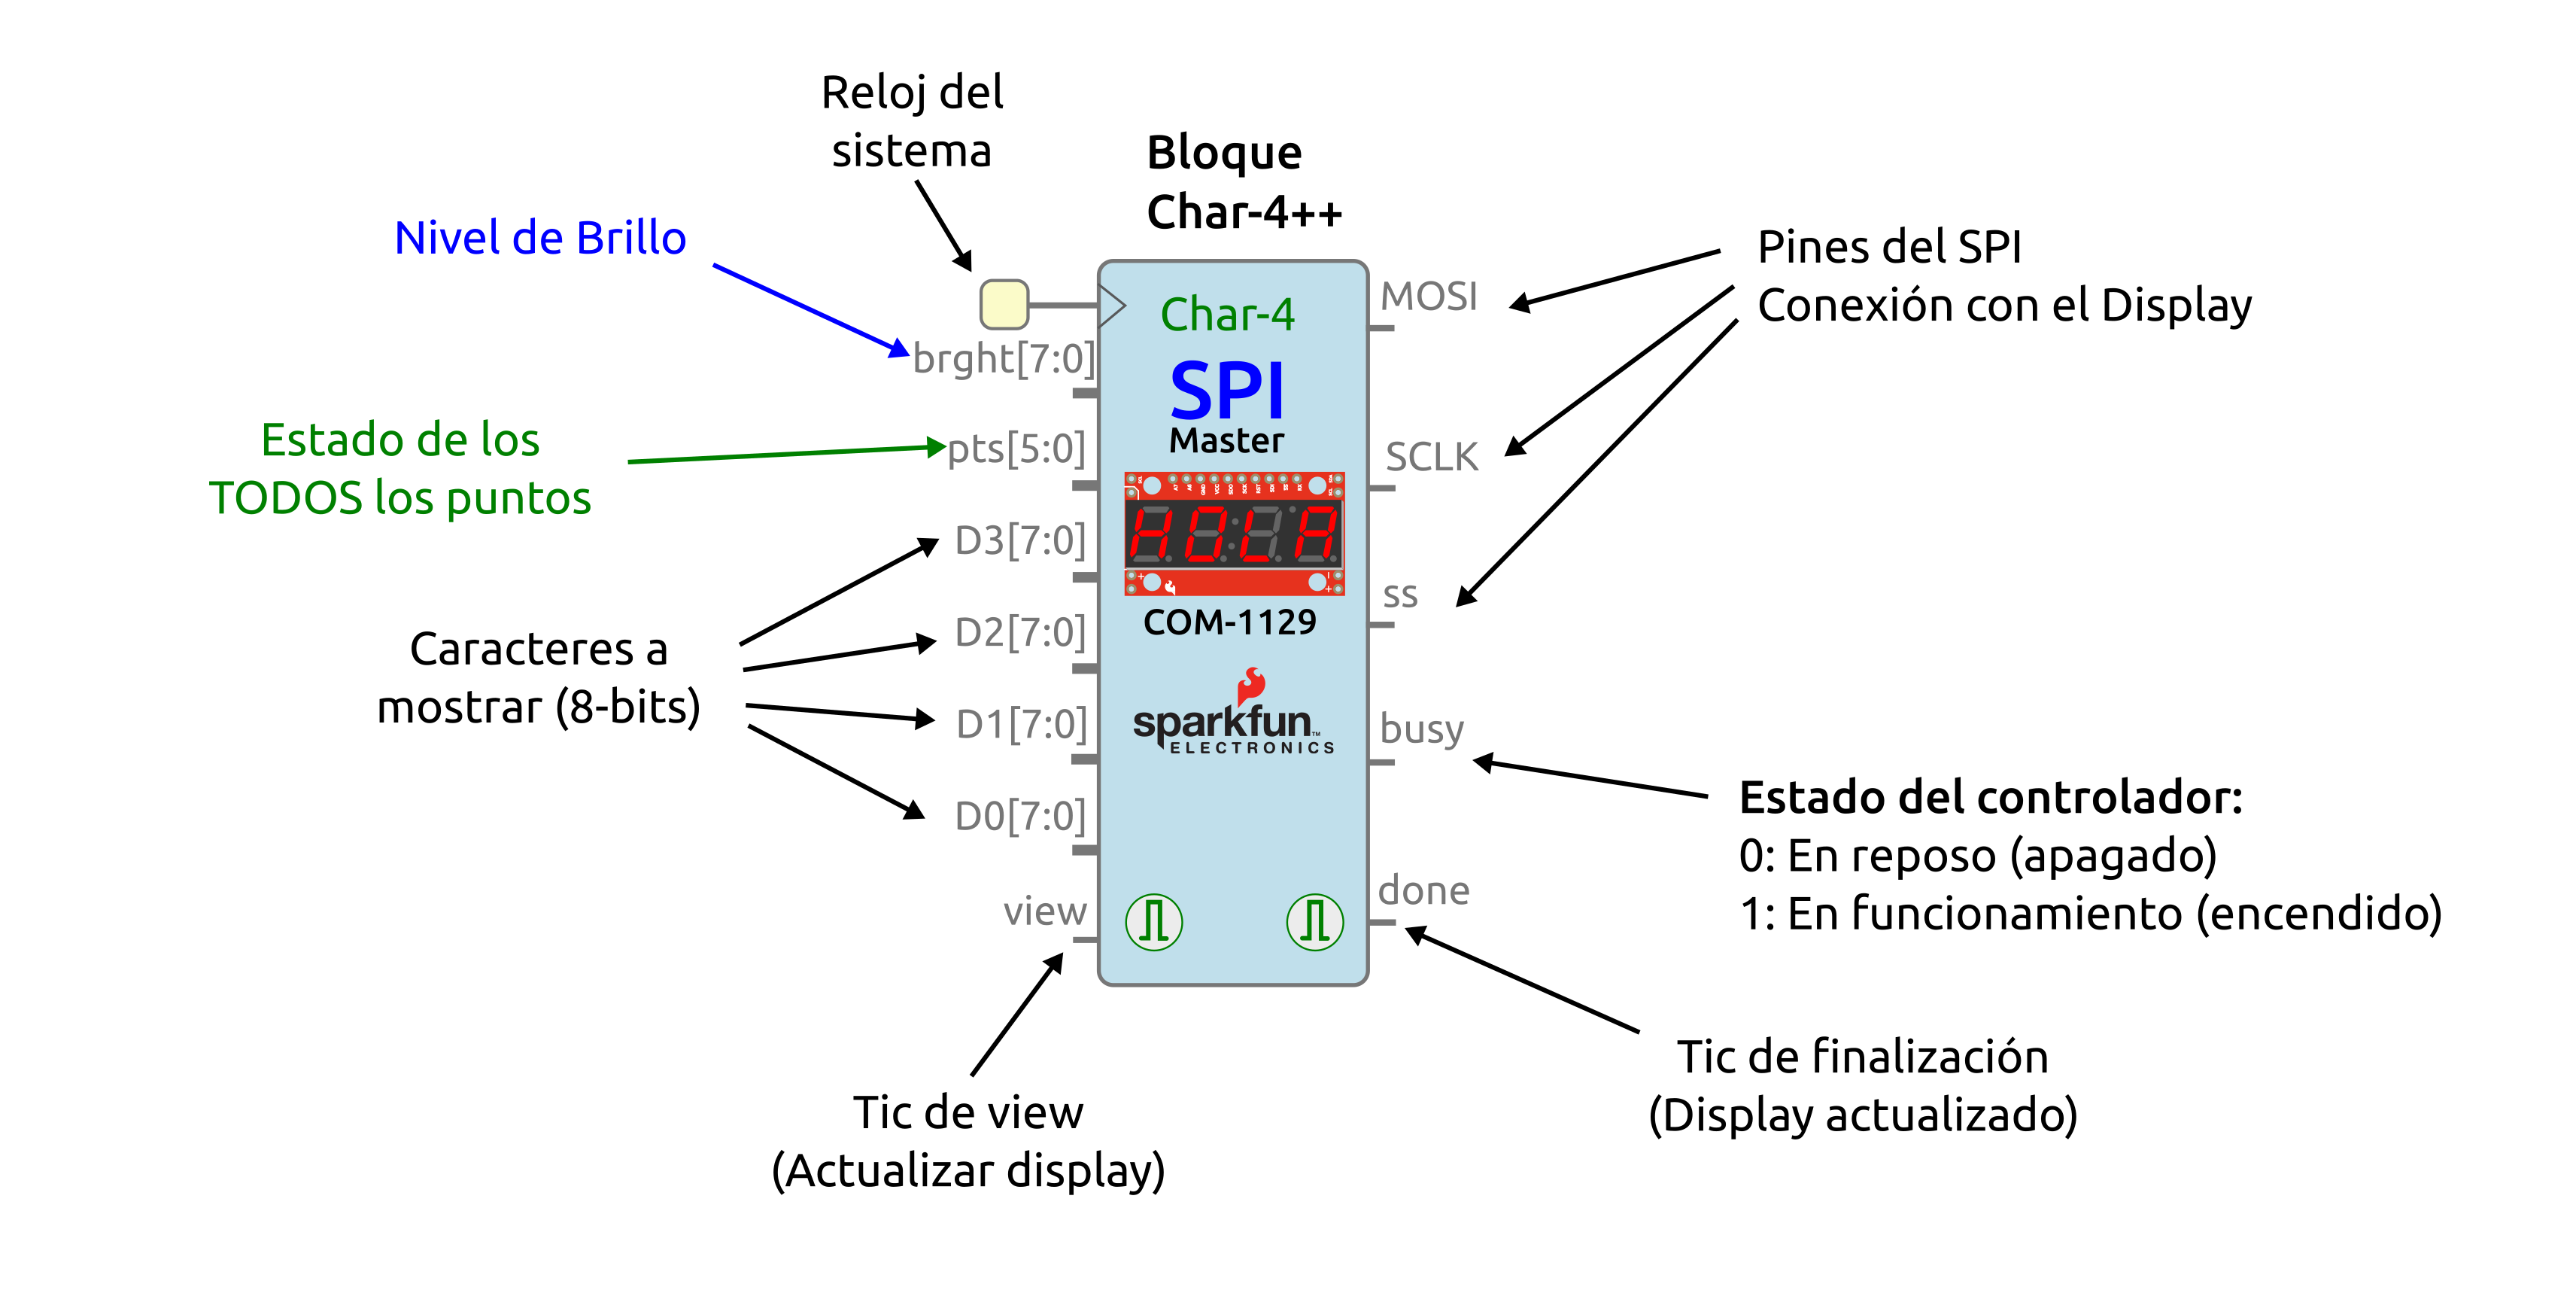 Reloj del
sistema
Bloque
Char-4++
Nivel de Brillo
Pines del SPI
Conexión con el Display
Char-4
MOSI
brght[7:0]
SPI
Master
Estado de los
TODOS los puntos
pts[5:0]
SCLK
D3[7:0]
HOLA
COM-1129
ss
D2[7:0]
Caracteres a
mostrar (8-bits)
sparkfun™
ELECTRONICS
D1[7:0]
busy
D0[7:0]
Estado del controlador:
0: En reposo (apagado)
1: En funcionamiento (encendido)
view
done
Tic de view
(Actualizar display)
Tic de finalización
(Display actualizado)